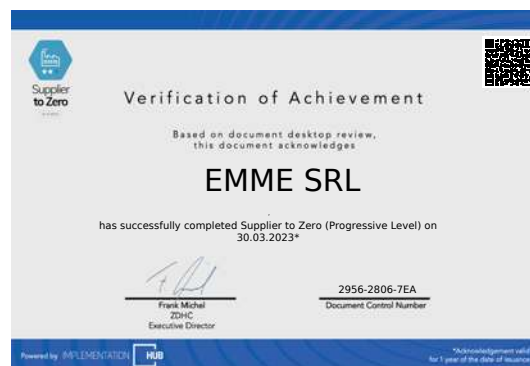 Supplier
to Zero
Verification of Achievement
Based on document desktop review,
this document acknowledges
EMME SRL
has successfully completed Supplier to Zero (Progressive Level) on
30.03.2023*
2956-2806-7EA
Frank Michel
Document Control Number
ZDHC
Executive Director
Powered by IMPLEMENTATION HUB
*Acknowledgement valid
for 1 year of the date of issuance